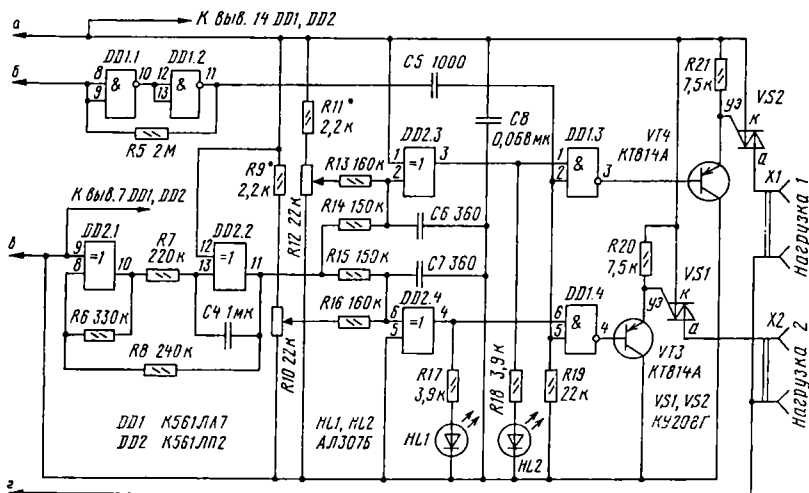 К выв. 14 DD1, DD2
а
б
DD1.1
DD1.2
8
9
&
10
12
13
&
11
R5 2М
С5 1000
R11*
2,2к
С8
0,068мк
R21
7,5к
VS2
уэ
к
а
VT4
КТ814А
DD2.3
1
2
=1
3
DD1.3
1
2
&
3
R9*
2,2к
R12 22к
R13 160к
R14 150к
С6 360
X1
Нагрузка 1
К выв. 7 DD1, DD2
в
DD2.1
9
8
=1
10
R7
220к
DD2.2
12
13
=1
11
R15 150к
С7 360
R20
7,5к
VS1
уэ
к
а
R6 330к
С4 1мк
R8 240к
R10 22к
R16 160к
DD2.4
6
5
=1
4
DD1.4
6
5
&
4
X2
Нагрузка 2
R17
3,9к
R18 3,9к
R19
22к
VT3
КТ814А
VS1, VS2
КУ208Г
DD1 К561ЛА7
DD2 К561ЛП2
HL1, HL2
АЛ307Б
HL1
HL2
г